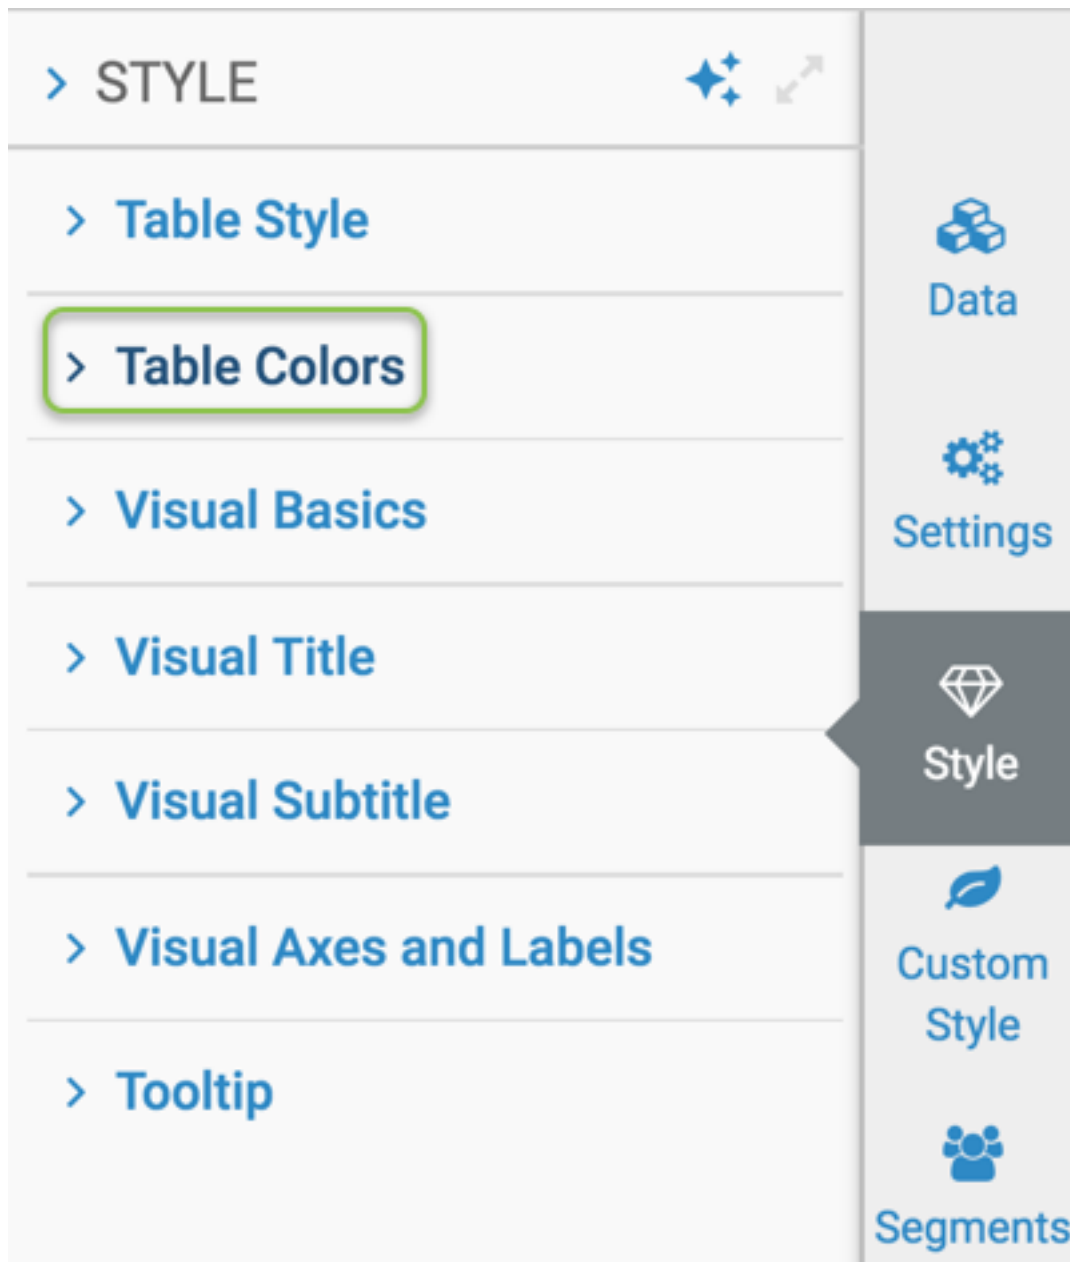 STYLE
Table Style
Table Colors
Visual Basics
Visual Title
Visual Subtitle
Visual Axes and Labels
Tooltip
Data
Settings
Style
Custom
Style
Segments